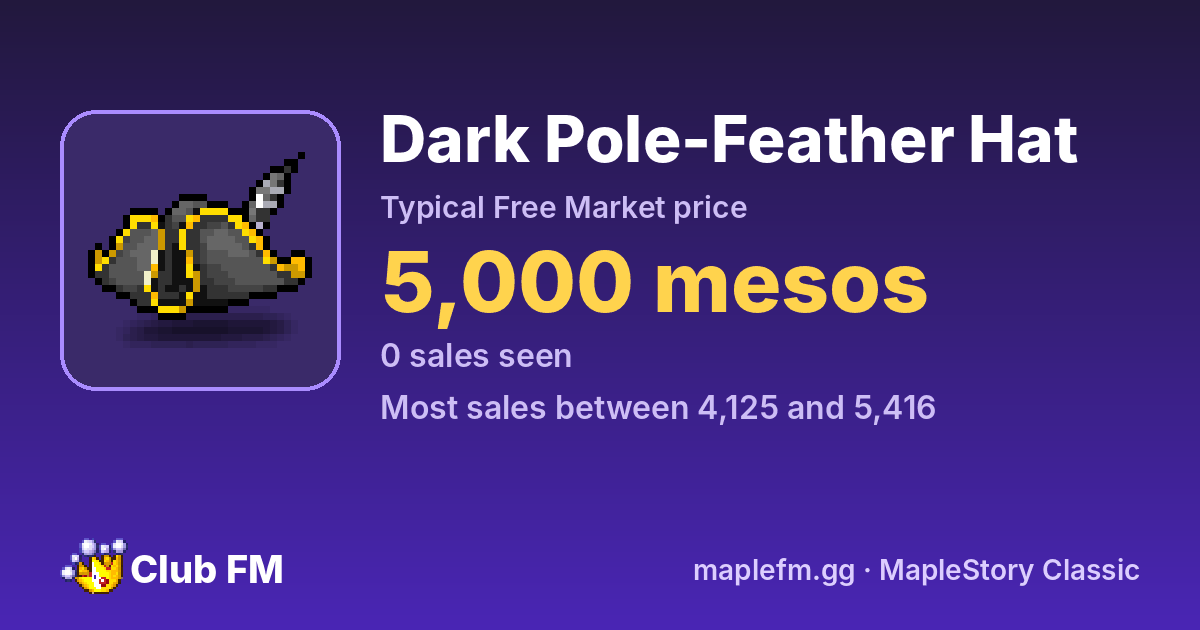 Dark Pole-Feather Hat
Typical Free Market price
5,000 mesos
0 sales seen
Most sales between 4,125 and 5,416
Club FM
maplefm.gg · MapleStory Classic